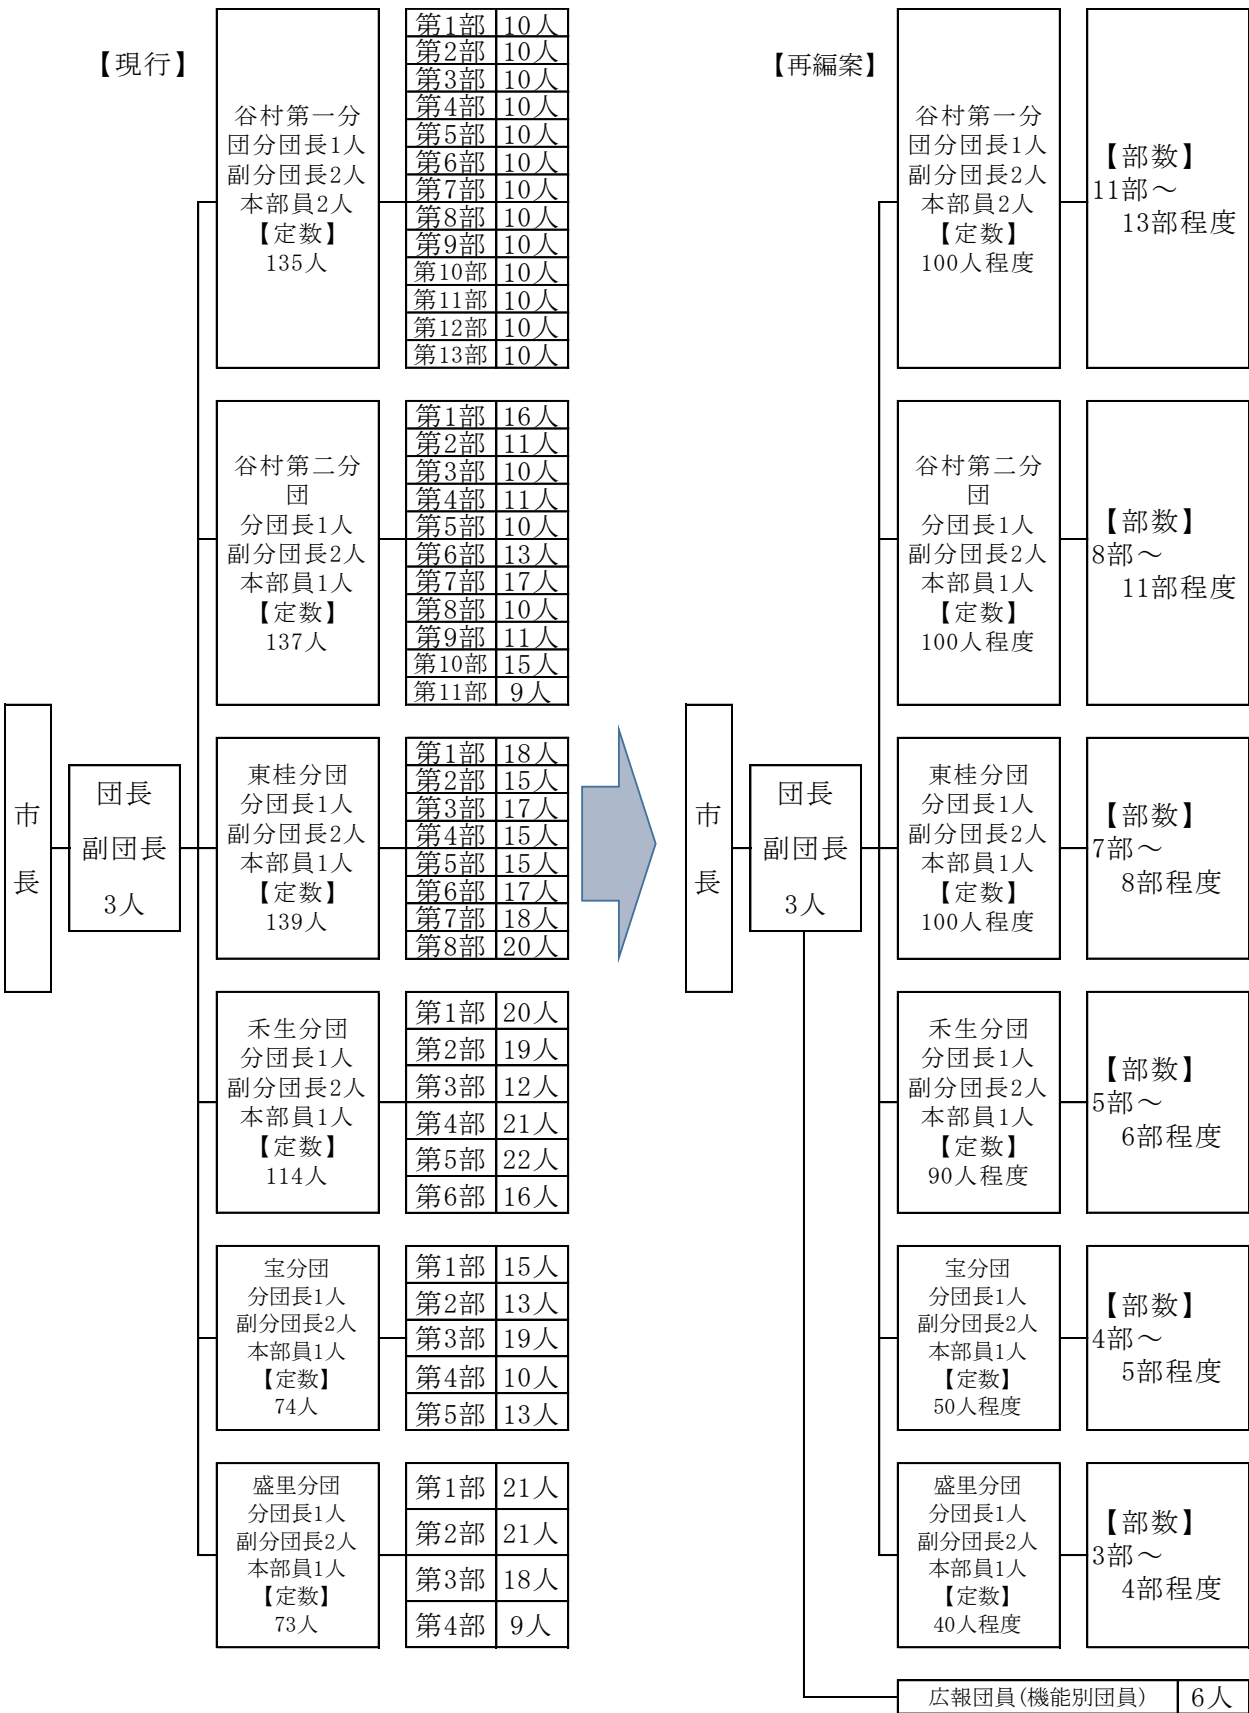 【現行】
市
長
団長
副団長
3人
谷村第一分
団分団長1人
副分団長2人
本部員2人
【定数】
135人
第1部 10人
第2部 10人
第3部 10人
第4部 10人
第5部 10人
第6部 10人
第7部 10人
第8部 10人
第9部 10人
第10部 10人
第11部 10人
第12部 10人
第13部 10人
谷村第二分
団
分団長1人
副分団長2人
本部員1人
【定数】
137人
第1部 16人
第2部 11人
第3部 10人
第4部 11人
第5部 10人
第6部 13人
第7部 17人
第8部 10人
第9部 11人
第10部 15人
第11部 9人
東桂分団
分団長1人
副分団長2人
本部員1人
【定数】
139人
第1部 18人
第2部 15人
第3部 17人
第4部 15人
第5部 15人
第6部 17人
第7部 18人
第8部 20人
禾生分団
分団長1人
副分団長2人
本部員1人
【定数】
114人
第1部 20人
第2部 19人
第3部 12人
第4部 21人
第5部 22人
第6部 16人
宝分団
分団長1人
副分団長2人
本部員1人
【定数】
74人
第1部 15人
第2部 13人
第3部 19人
第4部 10人
第5部 13人
盛里分団
分団長1人
副分団長2人
本部員1人
【定数】
73人
第1部 21人
第2部 21人
第3部 18人
第4部 9人
【再編案】
市
長
団長
副団長
3人
谷村第一分
団分団長1人
副分団長2人
本部員2人
【定数】
100人程度
【部数】
11部～
13部程度
谷村第二分
団
分団長1人
副分団長2人
本部員1人
【定数】
100人程度
【部数】
8部～
11部程度
東桂分団
分団長1人
副分団長2人
本部員1人
【定数】
100人程度
【部数】
7部～
8部程度
禾生分団
分団長1人
副分団長2人
本部員1人
【定数】
90人程度
【部数】
5部～
6部程度
宝分団
分団長1人
副分団長2人
本部員1人
【定数】
50人程度
【部数】
4部～
5部程度
盛里分団
分団長1人
副分団長2人
本部員1人
【定数】
40人程度
【部数】
3部～
4部程度
広報団員(機能別団員) 6人